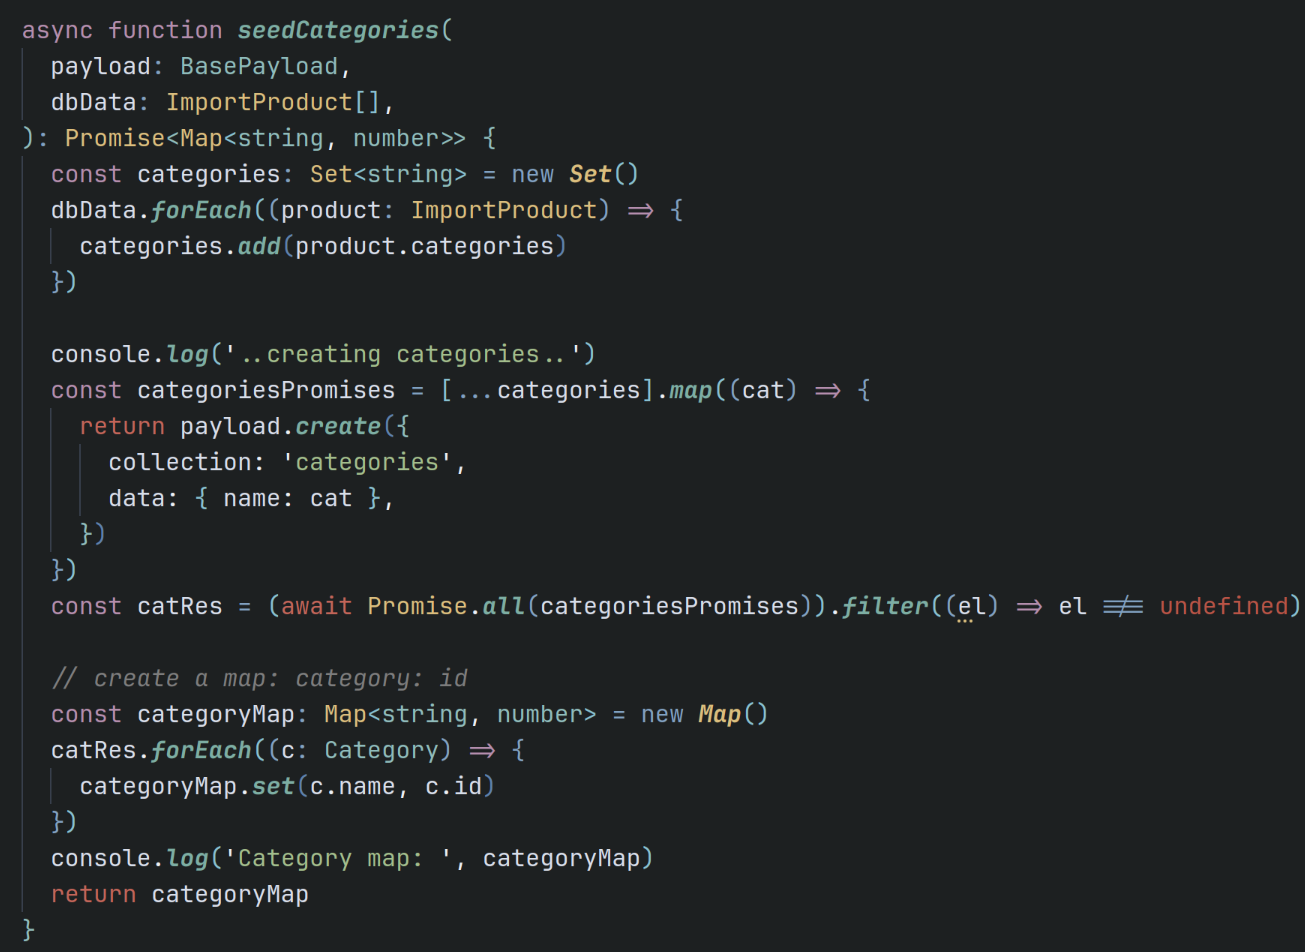 async function seedCategories(
  payload: BasePayload,
  dbData: ImportProduct[],
): Promise<Map<string, number>> {
  const categories: Set<string> = new Set()
  dbData.forEach((product: ImportProduct) => {
    categories.add(product.categories)
  })

  console.log('..creating categories..')
  const categoriesPromises = [...categories].map((cat) => {
    return payload.create({
      collection: 'categories',
      data: { name: cat },
    })
  })
  const catRes = (await Promise.all(categoriesPromises)).filter((el) => el !== undefined)

  // create a map: category: id
  const categoryMap: Map<string, number> = new Map()
  catRes.forEach((c: Category) => {
    categoryMap.set(c.name, c.id)
  })
  console.log('Category map: ', categoryMap)
  return categoryMap
}